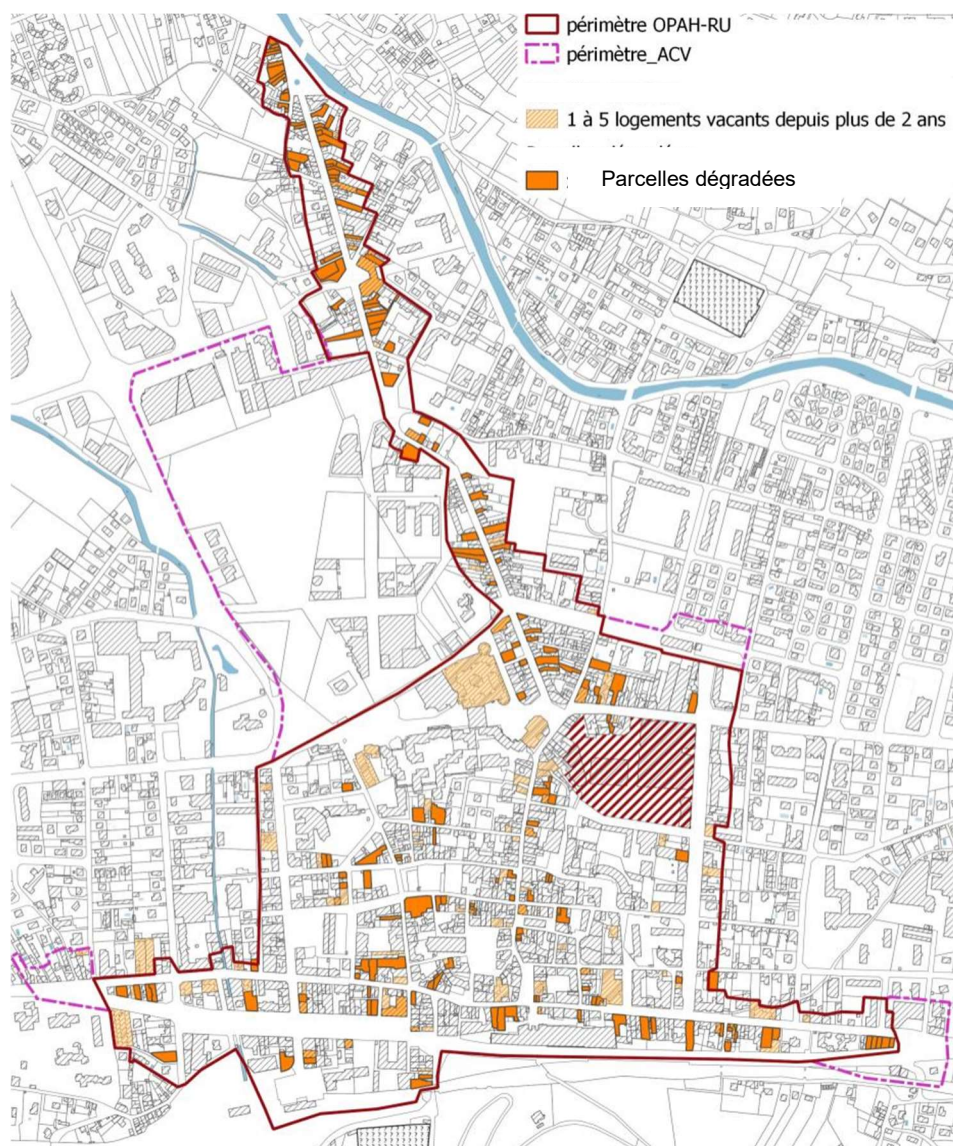 périmètre OPAH-RU
périmètre_ACV
1 à 5 logements vacants depuis plus de 2 ans
: Parcelles dégradées